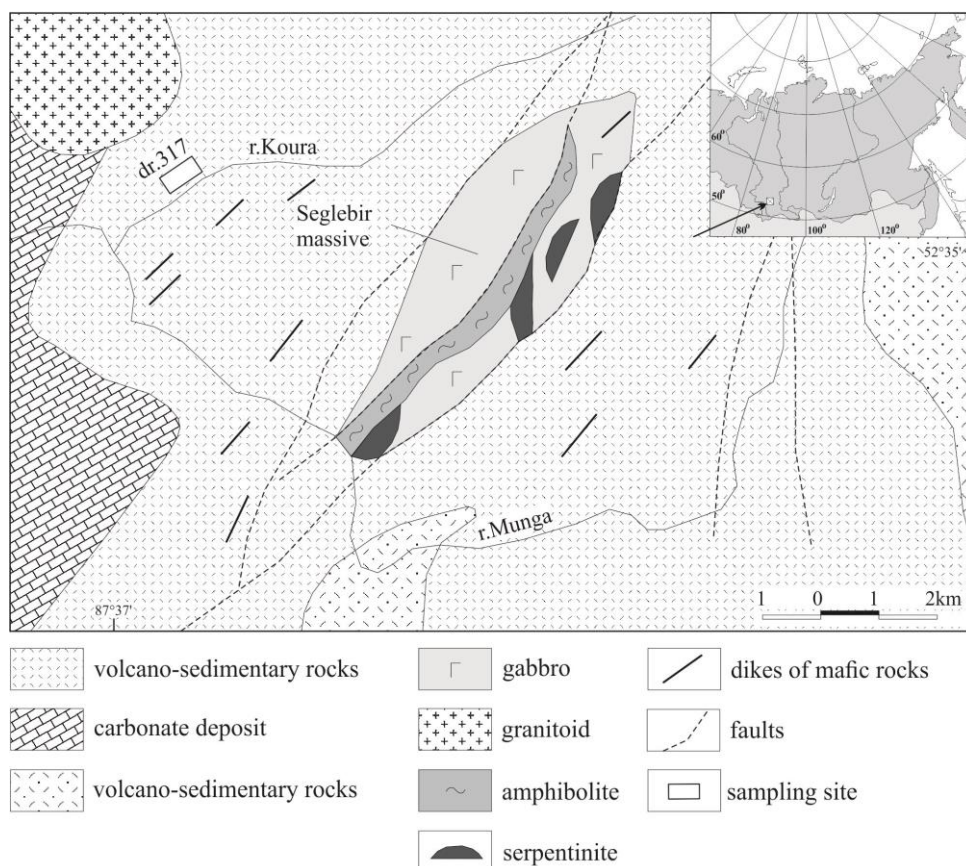 r.Koura
dr.317
Seglebir
massive
r.Munga
60°
50°
80°
100°
120°
52°35'
87°37'
1 0 1 2km
volcano-sedimentary rocks
carbonate deposit
volcano-sedimentary rocks
gabbro
granitoid
amphibolite
serpentinite
dikes of mafic rocks
faults
sampling site